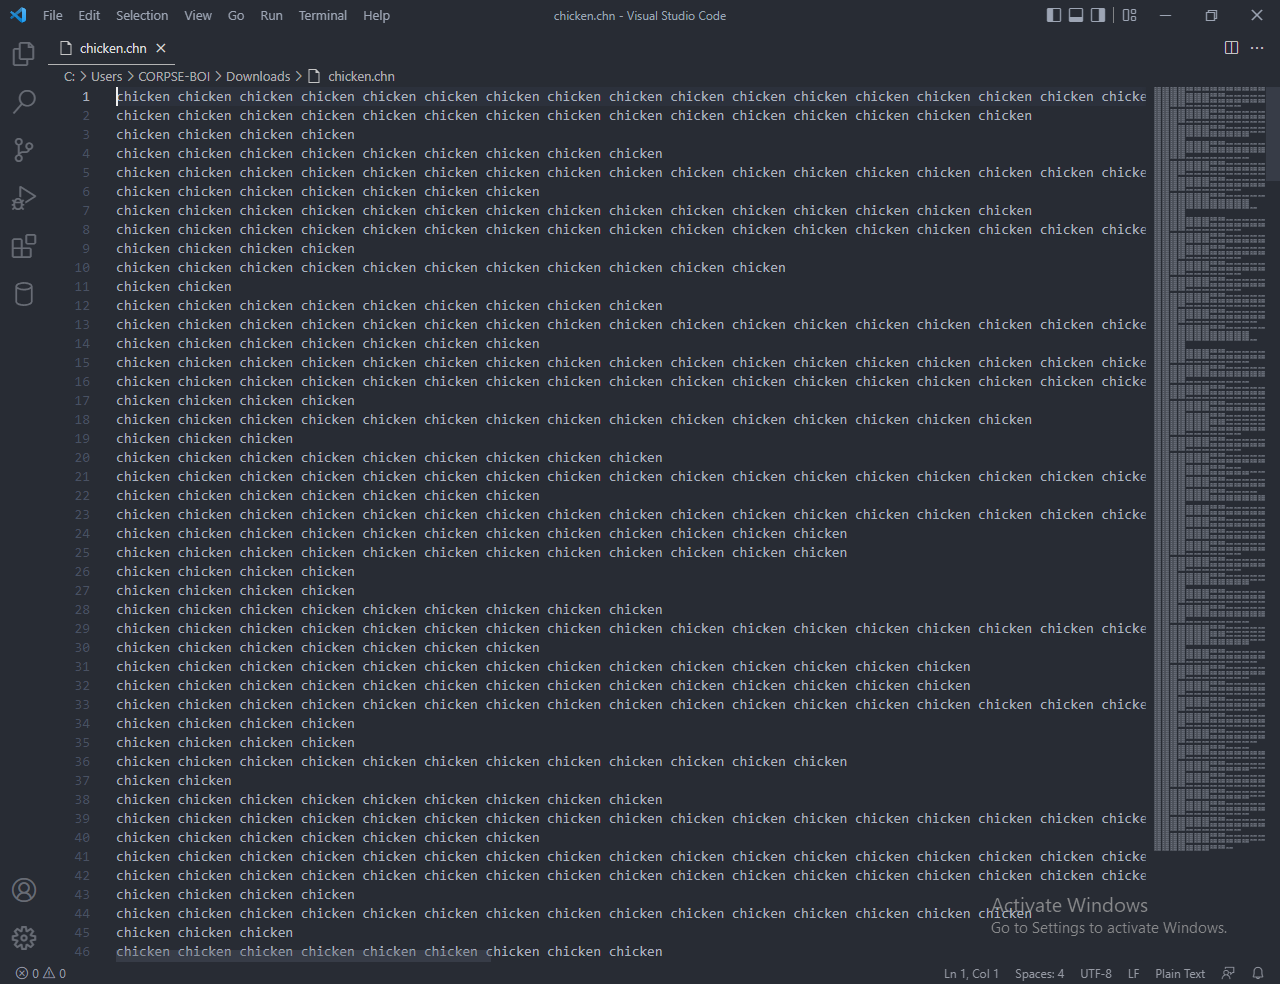 File Edit Selection View Go Run Terminal Help chicken.chn - Visual Studio Code
chicken.chn
C: > Users > CORPSE-BOI > Downloads > chicken.chn
1 chicken chicken chicken chicken chicken chicken chicken chicken chicken chicken chicken chicken chicken chicken chicken chicken chicke
2 chicken chicken chicken chicken chicken chicken chicken chicken chicken chicken chicken chicken chicken chicken chicken
3 chicken chicken chicken chicken
4 chicken chicken chicken chicken chicken chicken chicken chicken chicken
5 chicken chicken chicken chicken chicken chicken chicken chicken chicken chicken chicken chicken chicken chicken chicken chicken chicke
6 chicken chicken chicken chicken chicken chicken chicken
7 chicken chicken chicken chicken chicken chicken chicken chicken chicken chicken chicken chicken chicken chicken chicken
8 chicken chicken chicken chicken chicken chicken chicken chicken chicken chicken chicken chicken chicken chicken chicken chicken chicke
9 chicken chicken chicken chicken
10 chicken chicken chicken chicken chicken chicken chicken chicken chicken chicken chicken
11 chicken chicken
12 chicken chicken chicken chicken chicken chicken chicken chicken chicken
13 chicken chicken chicken chicken chicken chicken chicken chicken chicken chicken chicken chicken chicken chicken chicken chicken chicke
14 chicken chicken chicken chicken chicken chicken chicken
15 chicken chicken chicken chicken chicken chicken chicken chicken chicken chicken chicken chicken chicken chicken chicken chicken chicke
16 chicken chicken chicken chicken chicken chicken chicken chicken chicken chicken chicken chicken chicken chicken chicken chicken chicke
17 chicken chicken chicken chicken
18 chicken chicken chicken chicken chicken chicken chicken chicken chicken chicken chicken chicken chicken chicken chicken
19 chicken chicken chicken
20 chicken chicken chicken chicken chicken chicken chicken chicken chicken
21 chicken chicken chicken chicken chicken chicken chicken chicken chicken chicken chicken chicken chicken chicken chicken chicken chicke
22 chicken chicken chicken chicken chicken chicken chicken
23 chicken chicken chicken chicken chicken chicken chicken chicken chicken chicken chicken chicken chicken chicken chicken chicken chicke
24 chicken chicken chicken chicken chicken chicken chicken chicken chicken chicken chicken chicken
25 chicken chicken chicken chicken chicken chicken chicken chicken chicken chicken chicken chicken
26 chicken chicken chicken chicken
27 chicken chicken chicken chicken
28 chicken chicken chicken chicken chicken chicken chicken chicken chicken
29 chicken chicken chicken chicken chicken chicken chicken chicken chicken chicken chicken chicken chicken chicken chicken chicken chicke
30 chicken chicken chicken chicken chicken chicken chicken
31 chicken chicken chicken chicken chicken chicken chicken chicken chicken chicken chicken chicken chicken chicken
32 chicken chicken chicken chicken chicken chicken chicken chicken chicken chicken chicken chicken chicken chicken
33 chicken chicken chicken chicken chicken chicken chicken chicken chicken chicken chicken chicken chicken chicken chicken chicken chicke
34 chicken chicken chicken chicken
35 chicken chicken chicken chicken
36 chicken chicken chicken chicken chicken chicken chicken chicken chicken chicken chicken chicken
37 chicken chicken
38 chicken chicken chicken chicken chicken chicken chicken chicken chicken
39 chicken chicken chicken chicken chicken chicken chicken chicken chicken chicken chicken chicken chicken chicken chicken chicken chicke
40 chicken chicken chicken chicken chicken chicken chicken
41 chicken chicken chicken chicken chicken chicken chicken chicken chicken chicken chicken chicken chicken chicken chicken chicken chicke
42 chicken chicken chicken chicken chicken chicken chicken chicken chicken chicken chicken chicken chicken chicken chicken chicken chicke
43 chicken chicken chicken chicken
44 chicken chicken chicken chicken chicken chicken chicken chicken chicken chicken chicken chicken chicken chicken chicken
45 chicken chicken chicken
46 chicken chicken chicken chicken chicken chicken chicken chicken chicken
Activate Windows
Go to Settings to activate Windows.
0 0 Ln 1, Col 1 Spaces: 4 UTF-8 LF Plain Text